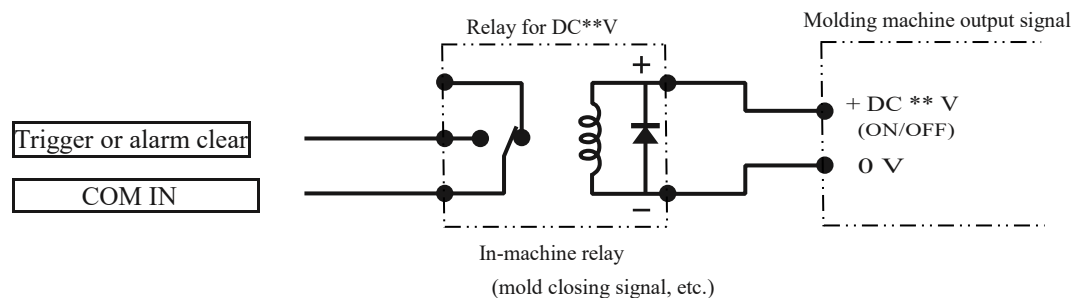 Relay for DC**V
Molding machine output signal
+
+ DC ** V
(ON/OFF)
Trigger or alarm clear
0 V
COM IN
−
In-machine relay
(mold closing signal, etc.)